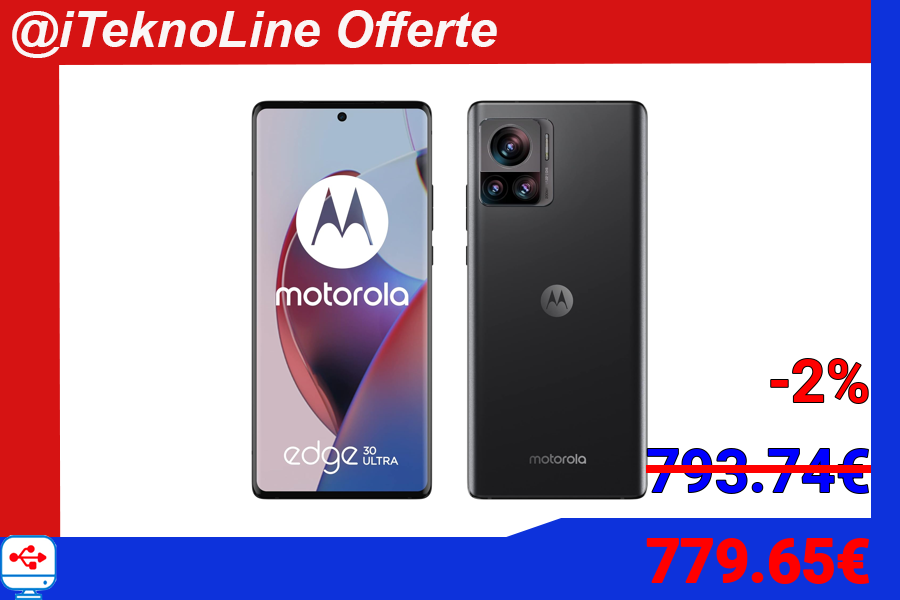 @iTeknoLine Offerte
motorola
edge 30 ULTRA
motorola
-2%
793.74€
779.65€